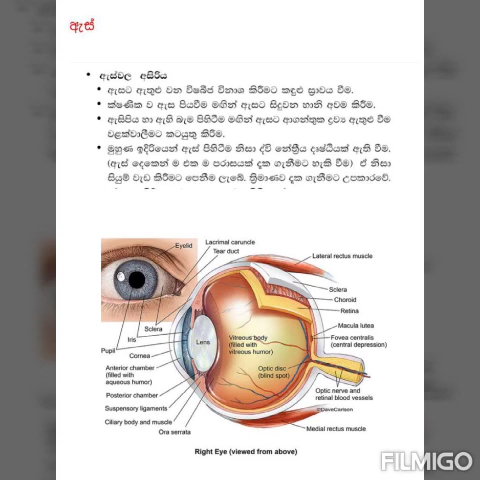 ඇස්
• ඇස්වල අසිරිය
• ඇසට ඇතුළු වන විෂබීජ විනාශ කිරීමට කඳුළු ස්‍රාවය වීම.
• ක්ෂණික ව ඇස පියවීම මගින් ඇසට සිදුවන හානි අවම කිරීම.
• ඇසිපිය හා ඇහි බැම පිහිටීම මගින් ඇසට ආගන්තුක ද්‍රව්‍ය ඇතුළු වීම
වළක්වාලීමට කටයුතු කිරීම.
• මුහුණ ඉදිරියෙන් ඇස් පිහිටීම නිසා ද්වි නේත්‍රීය දෘෂ්ටියක් ඇති වීම.
(ඇස් දෙකෙන් ම එක ම පරාසයක් දැක ගැනීමට හැකි වීම) ඒ නිසා
සියුම් වැඩ කිරීමට පෙනීම ලැබේ. ත්‍රිමාණව දැක ගැනීමට උපකාරවේ.
Eyelid
Lacrimal caruncle
Tear duct
Lateral rectus muscle
Sclera
Choroid
Retina
Macula lutea
Fovea centralis
(central depression)
Sclera
Iris
Pupil
Cornea
Lens
Vitreous body
(filled with
vitreous humor)
Anterior chamber
(filled with
aqueous humor)
Optic disc
(blind spot)
Posterior chamber
Optic nerve and
retinal blood vessels
Suspensory ligaments
©DaveCarlson
Ciliary body and muscle
Ora serrata
Medial rectus muscle
Right Eye (viewed from above)
FILMIGO